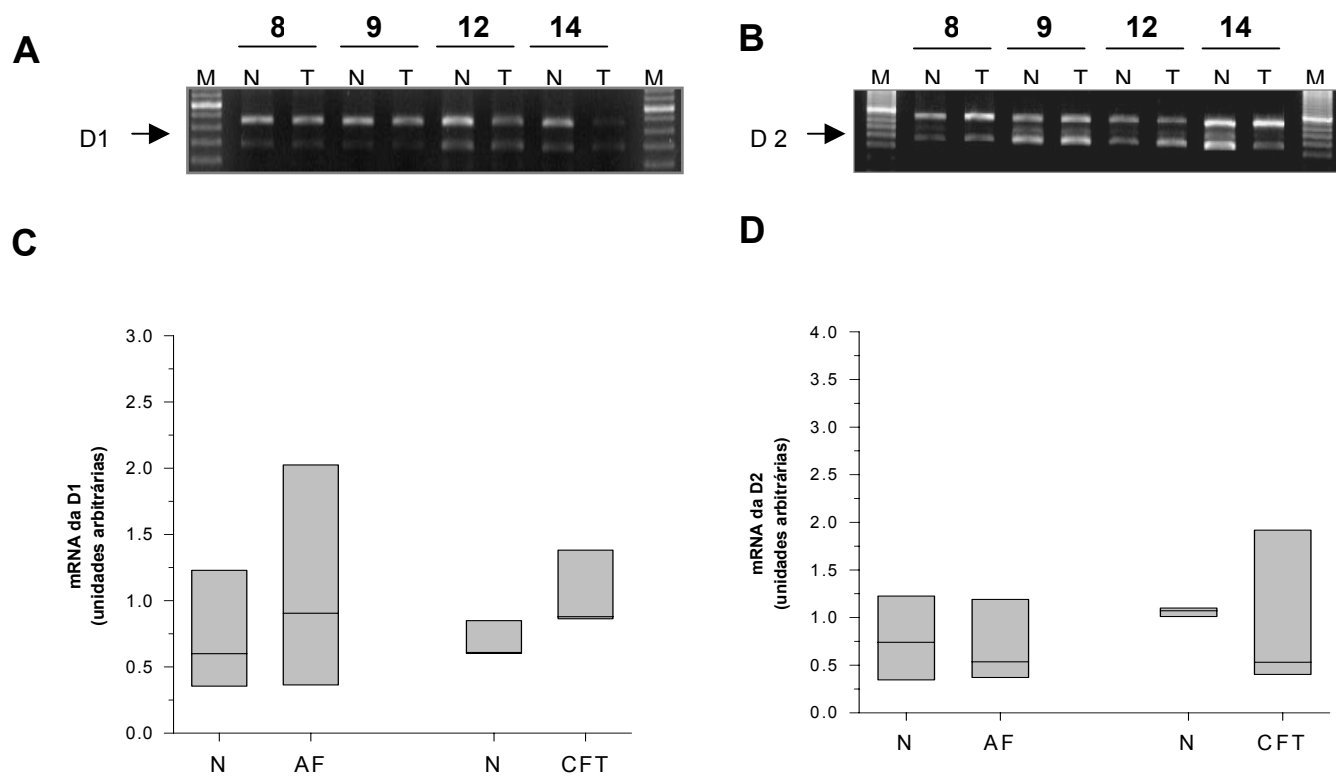 A
8 9 12 14
M N T N T N T N T M
D1
B
8 9 12 14
M N T N T N T N T M
D 2
C
mRNA da D1
(unidades arbitrárias)
3.0
2.5
2.0
1.5
1.0
0.5
0.0
N AF N CFT
D
mRNA da D2
(unidades arbitrárias)
4.0
3.5
3.0
2.5
2.0
1.5
1.0
0.5
0.0
N AF N CFT